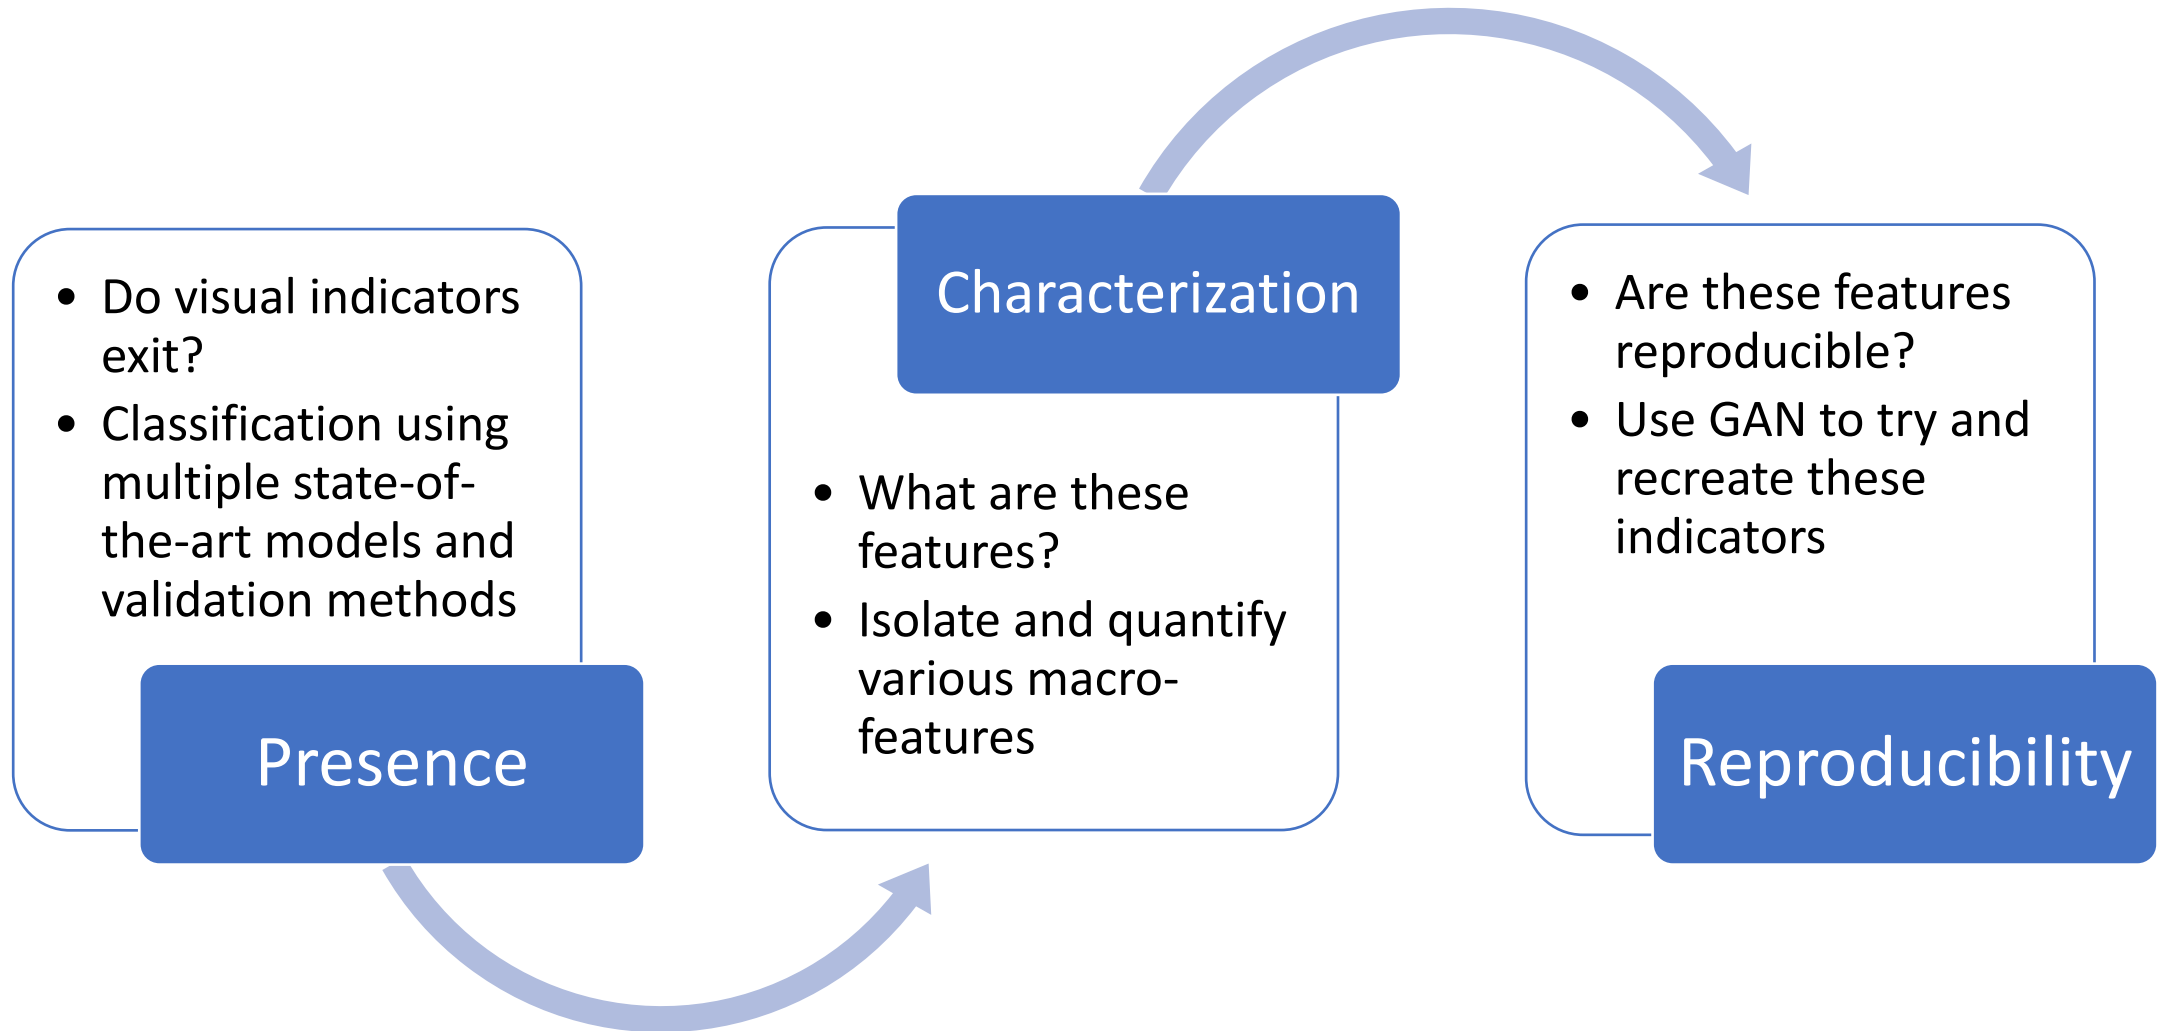 • Do visual indicators
exit?
• Classification using
multiple state-of-
the-art models and
validation methods
Presence
Characterization
• What are these
features?
• Isolate and quantify
various macro-
features
• Are these features
reproducible?
• Use GAN to try and
recreate these
indicators
Reproducibility